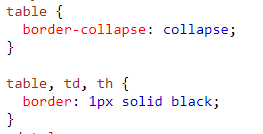 table {
  border-collapse: collapse;
}

table, td, th {
  border: 1px solid black;
}